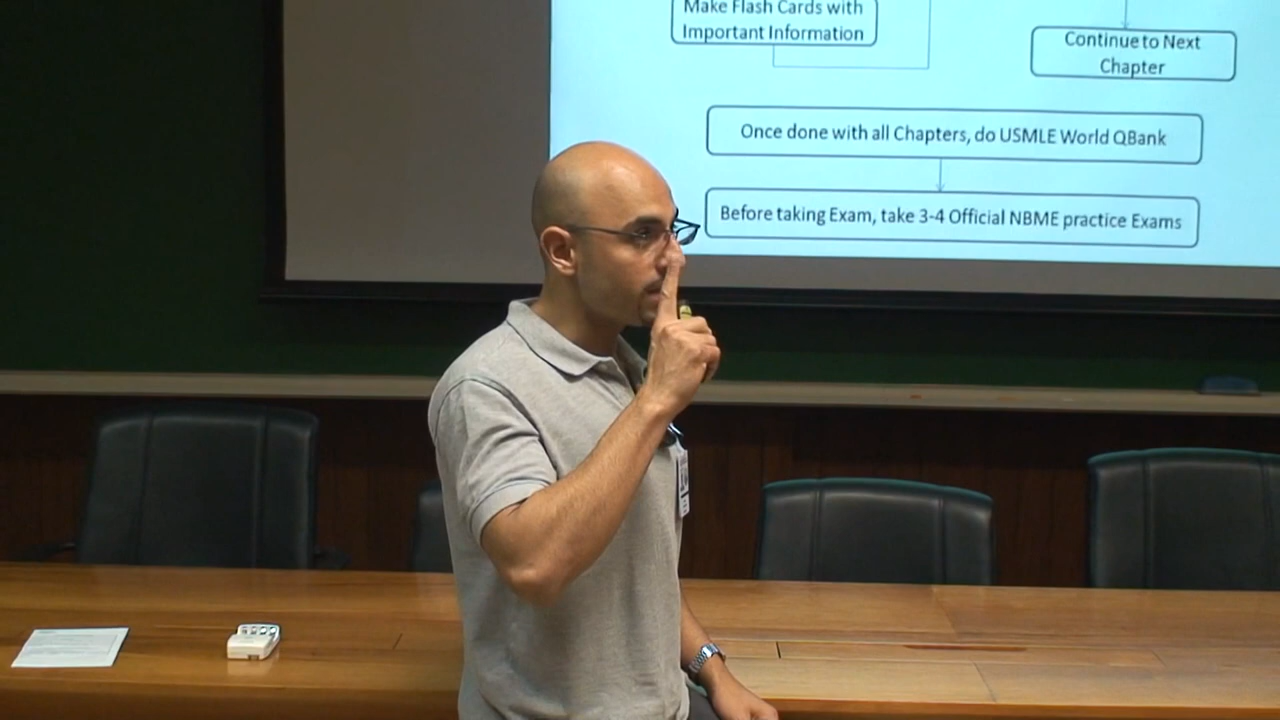 Make Flash Cards with
Important Information
Continue to Next
Chapter
Once done with all Chapters, do USMLE World QBank
Before taking Exam, take 3-4 Official NBME practice Exams